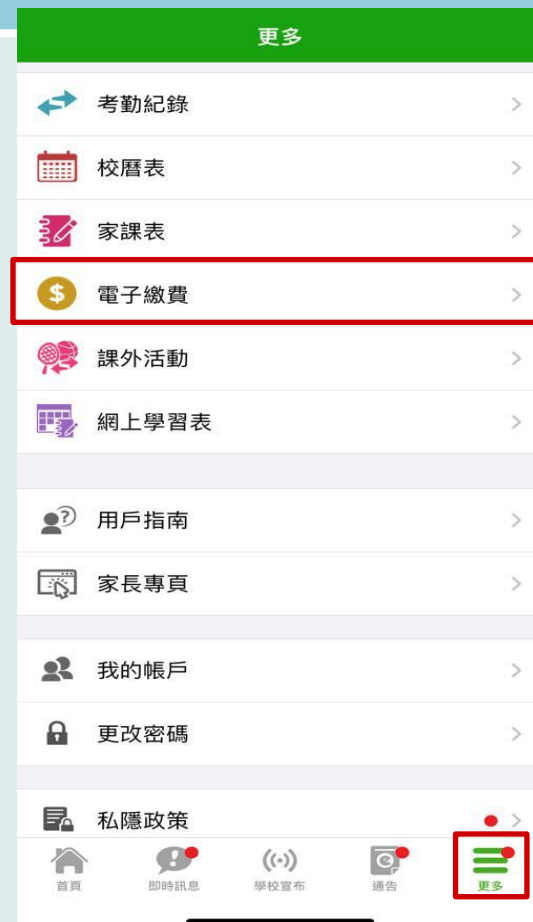 更多
考勤紀錄
校曆表
家課表
電子繳費
課外活動
網上學習表
用戶指南
家長專頁
我的帳戶
更改密碼
私隱政策
首頁
即時訊息
學校宣布
通告
更多